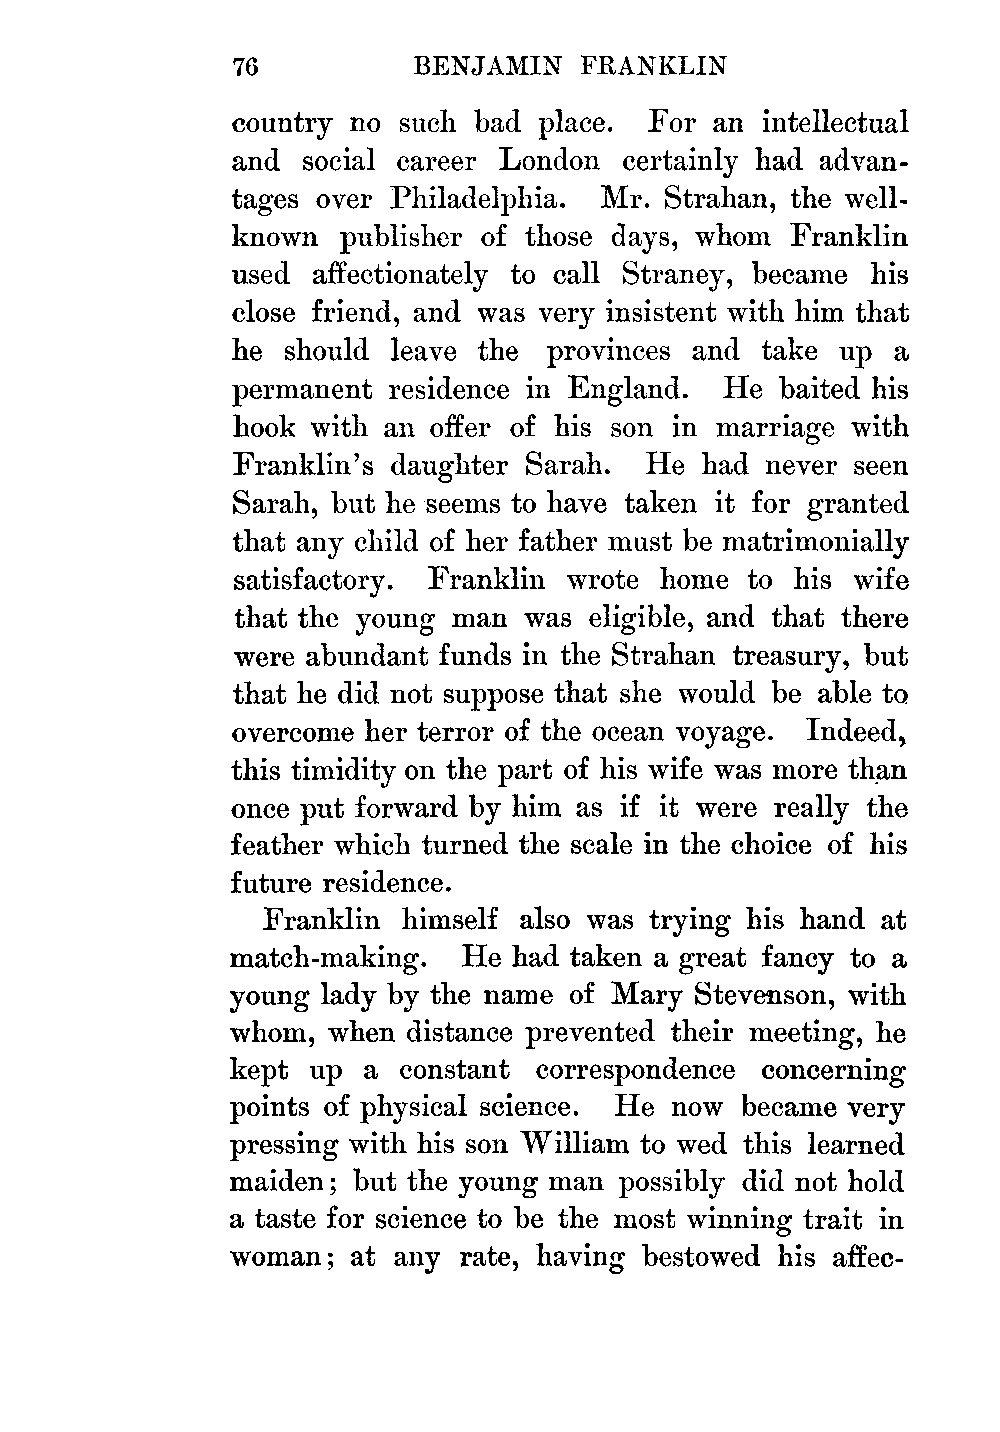 76 BENJAMIN FRANKLIN
country no such bad place. For an intellectual
and social career London certainly had advan-
tages over Philadelphia. Mr. Strahan, the well-
known publisher of those days, whom Franklin
used affectionately to call Straney, became his
close friend, and was very insistent with him that
he should leave the provinces and take up a
permanent residence in England. He baited his
hook with an offer of his son in marriage with
Franklin's daughter Sarah. He had never seen
Sarah, but he seems to have taken it for granted
that any child of her father must be matrimonially
satisfactory. Franklin wrote home to his wife
that the young man was eligible, and that there
were abundant funds in the Strahan treasury, but
that he did not suppose that she would be able to
overcome her terror of the ocean voyage. Indeed,
this timidity on the part of his wife was more than
once put forward by him as if it were really the
feather which turned the scale in the choice of his
future residence.
Franklin himself also was trying his hand at
match-making. He had taken a great fancy to a
young lady by the name of Mary Stevenson, with
whom, when distance prevented their meeting, he
kept up a constant correspondence concerning
points of physical science. He now became very
pressing with his son William to wed this learned
maiden; but the young man possibly did not hold
a taste for science to be the most winning trait in
woman; at any rate, having bestowed his affec-